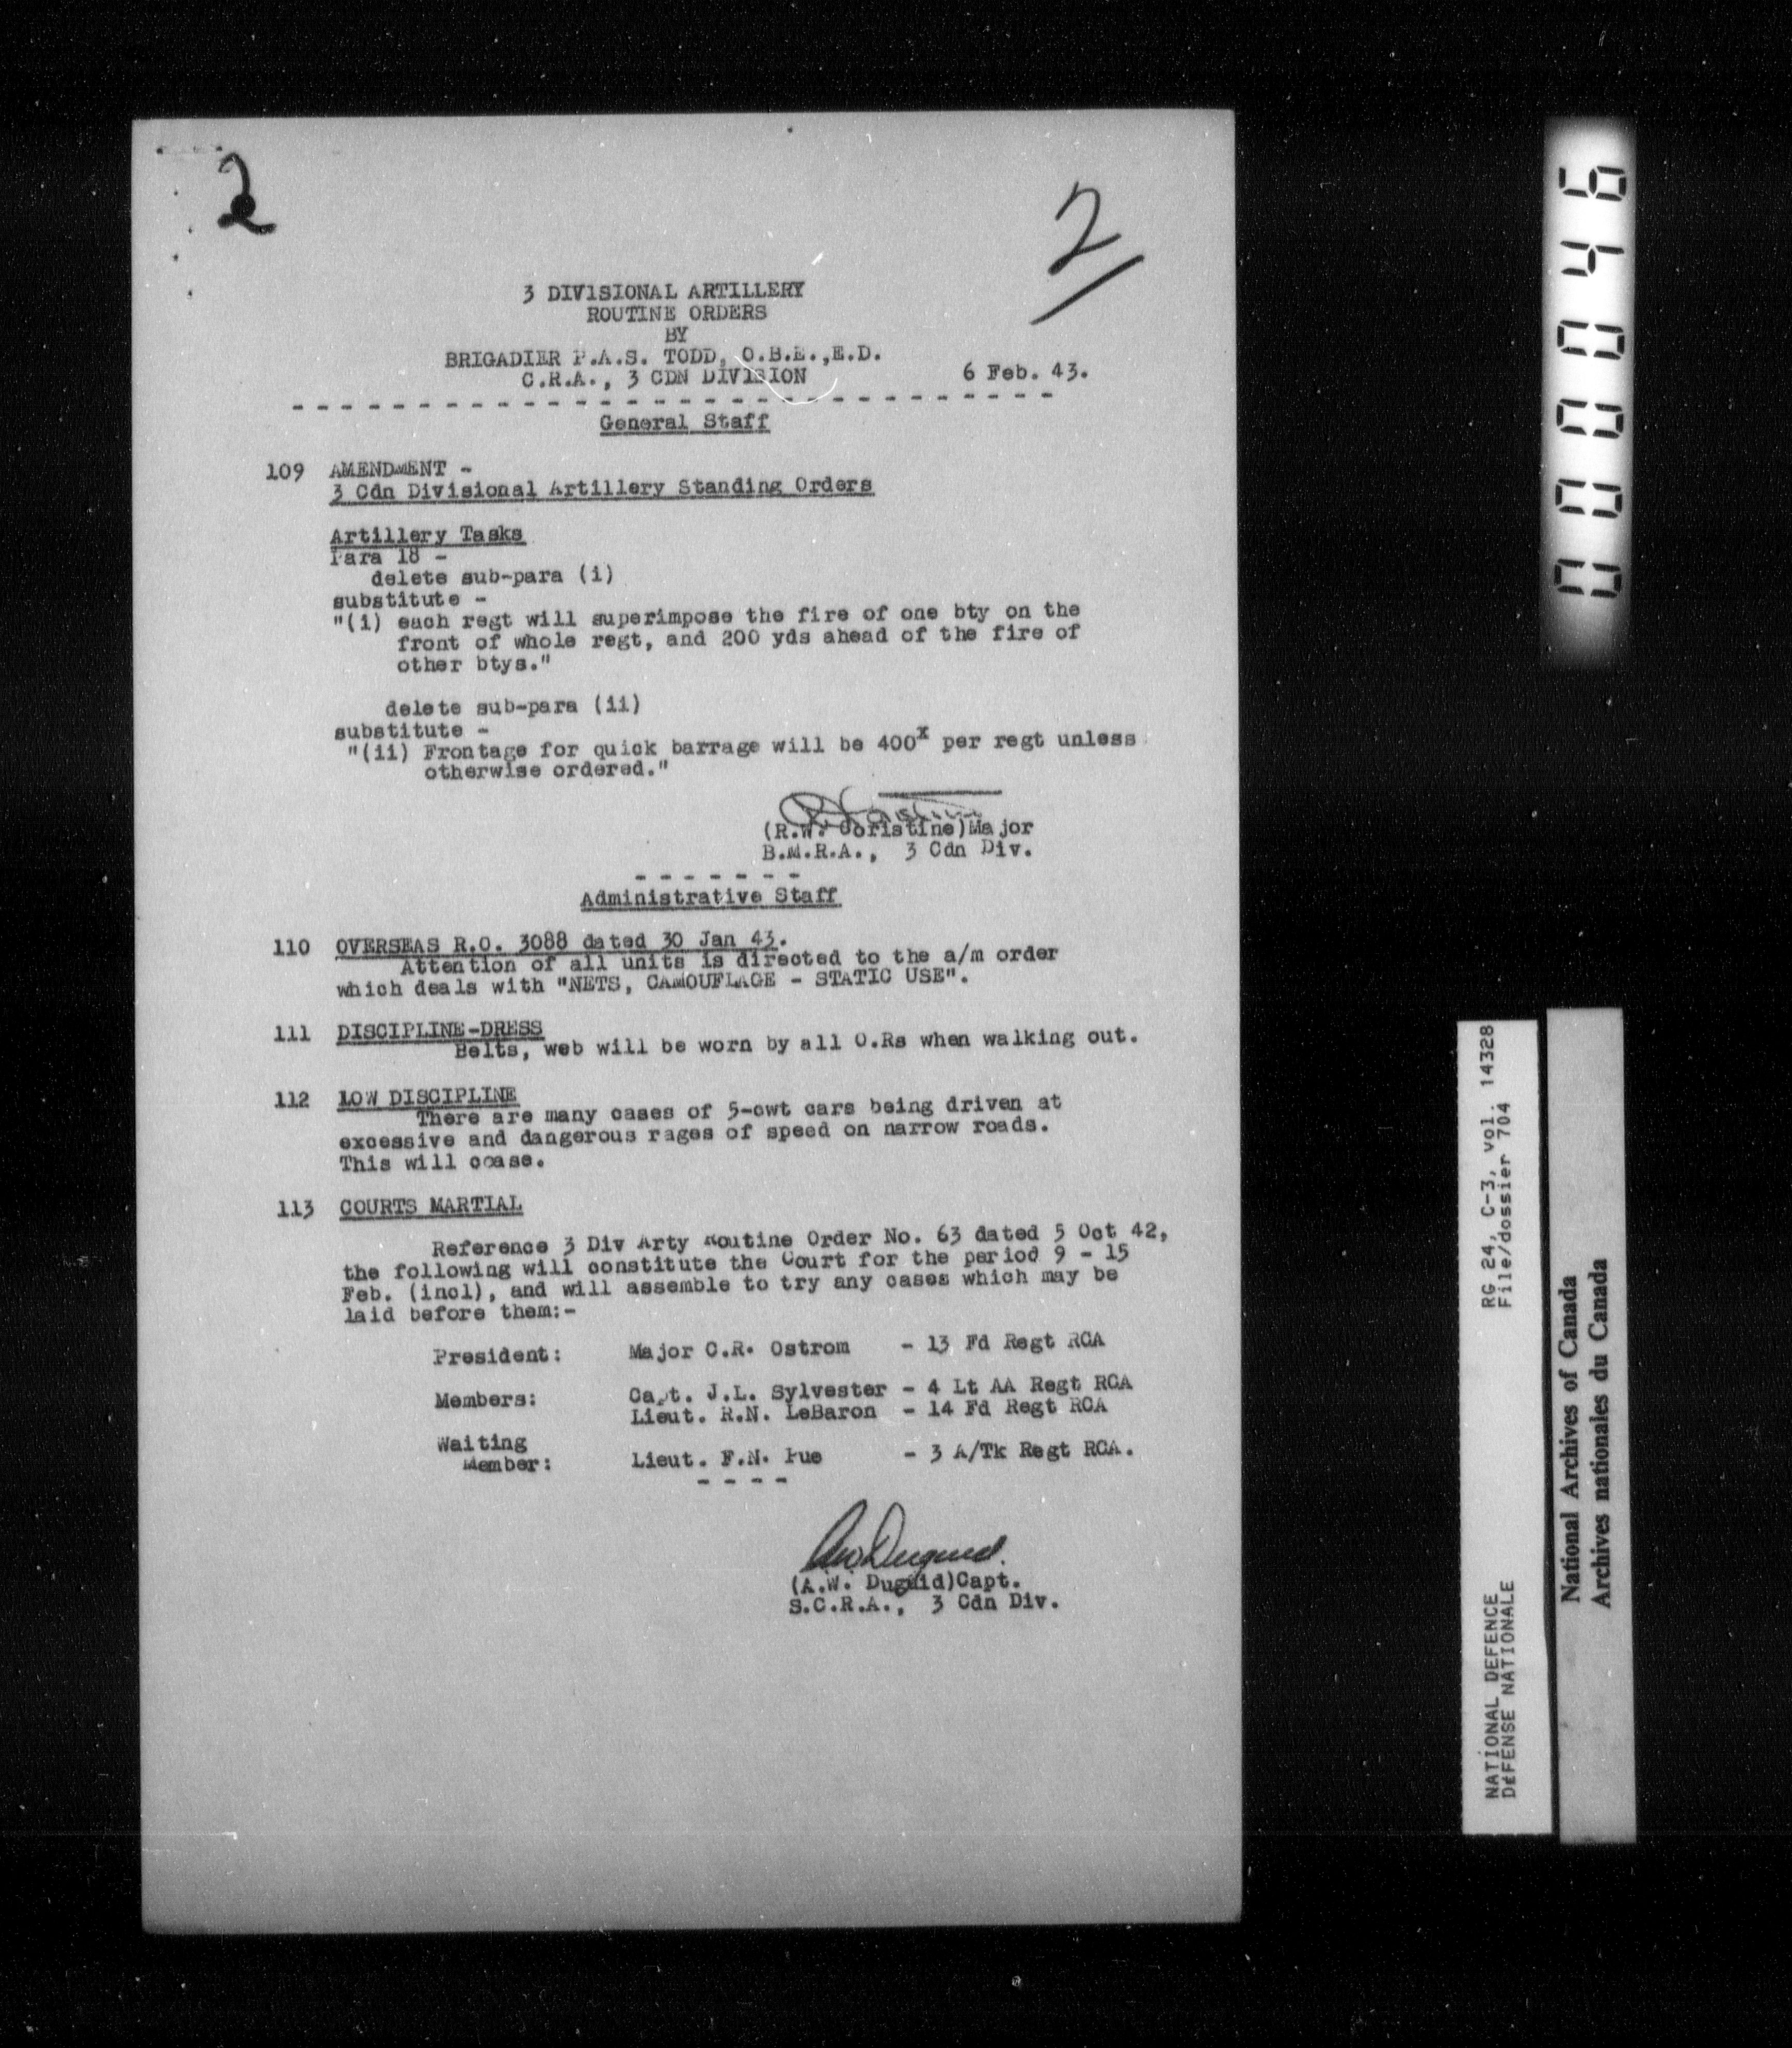 2
2
3 DIVISIONAL ARTILLERY
ROUTINE ORDERS
BY
BRIGADIER P.A.S. TODD, O.B.E.,E.D.
C.R.A., 3 CDN DIVISION 6 Feb. 43.
General Staff
109 AMENDMENT -
3 Cdn Divisional Artillery Standing Orders
Artillery Tasks
Para 18 -
delete sub-para (i)
substitute -
"(i) each regt will superimpose the fire of one bty on the
front of whole regt, and 200 yds ahead of the fire of
other btys."
delete sub-para (ii)
substitute -
"(ii) Frontage for quick barrage will be 400x per regt unless
otherwise ordered."
(R.W. Coristine)Major
B.M.R.A., 3 Cdn Div.
- - - - - - -
Administrative Staff
110 OVERSEAS R.O. 3088 dated 30 Jan 43.
Attention of all units is directed to the a/m order
which deals with "NETS, CAMOUFLAGE - STATIC USE".
111 DISCIPLINE-DRESS
Belts, web will be worn by all O.Rs when walking out.
112 LOW DISCIPLINE
There are many cases of 5-cwt cars being driven at
excessive and dangerous rages of speed on narrow roads.
This will cease.
113 COURTS MARTIAL
Reference 3 Div Arty Routine Order No. 63 dated 5 Oct 42,
the following will constitute the Court for the period 9 - 15
Feb. (incl), and will assemble to try any cases which may be
laid before them:-
President: Major C.R. Ostrom - 13 Fd Regt RCA
Members: Capt. J.L. Sylvester - 4 Lt AA Regt RCA
Lieut. R.N. LeBaron - 14 Fd Regt RCA
Waiting
Member: Lieut. F.N. Pue - 3 A/Tk Regt RCA.
- - - -
AW Duguid.
(A.W. Duguid)Capt.
S.C.R.A., 3 Cdn Div.
000046
NATIONAL DEFENCE RG 24, C-3, vol. 14328
DÉFENSE NATIONALE File/dossier 704
National Archives of Canada
Archives nationales du Canada